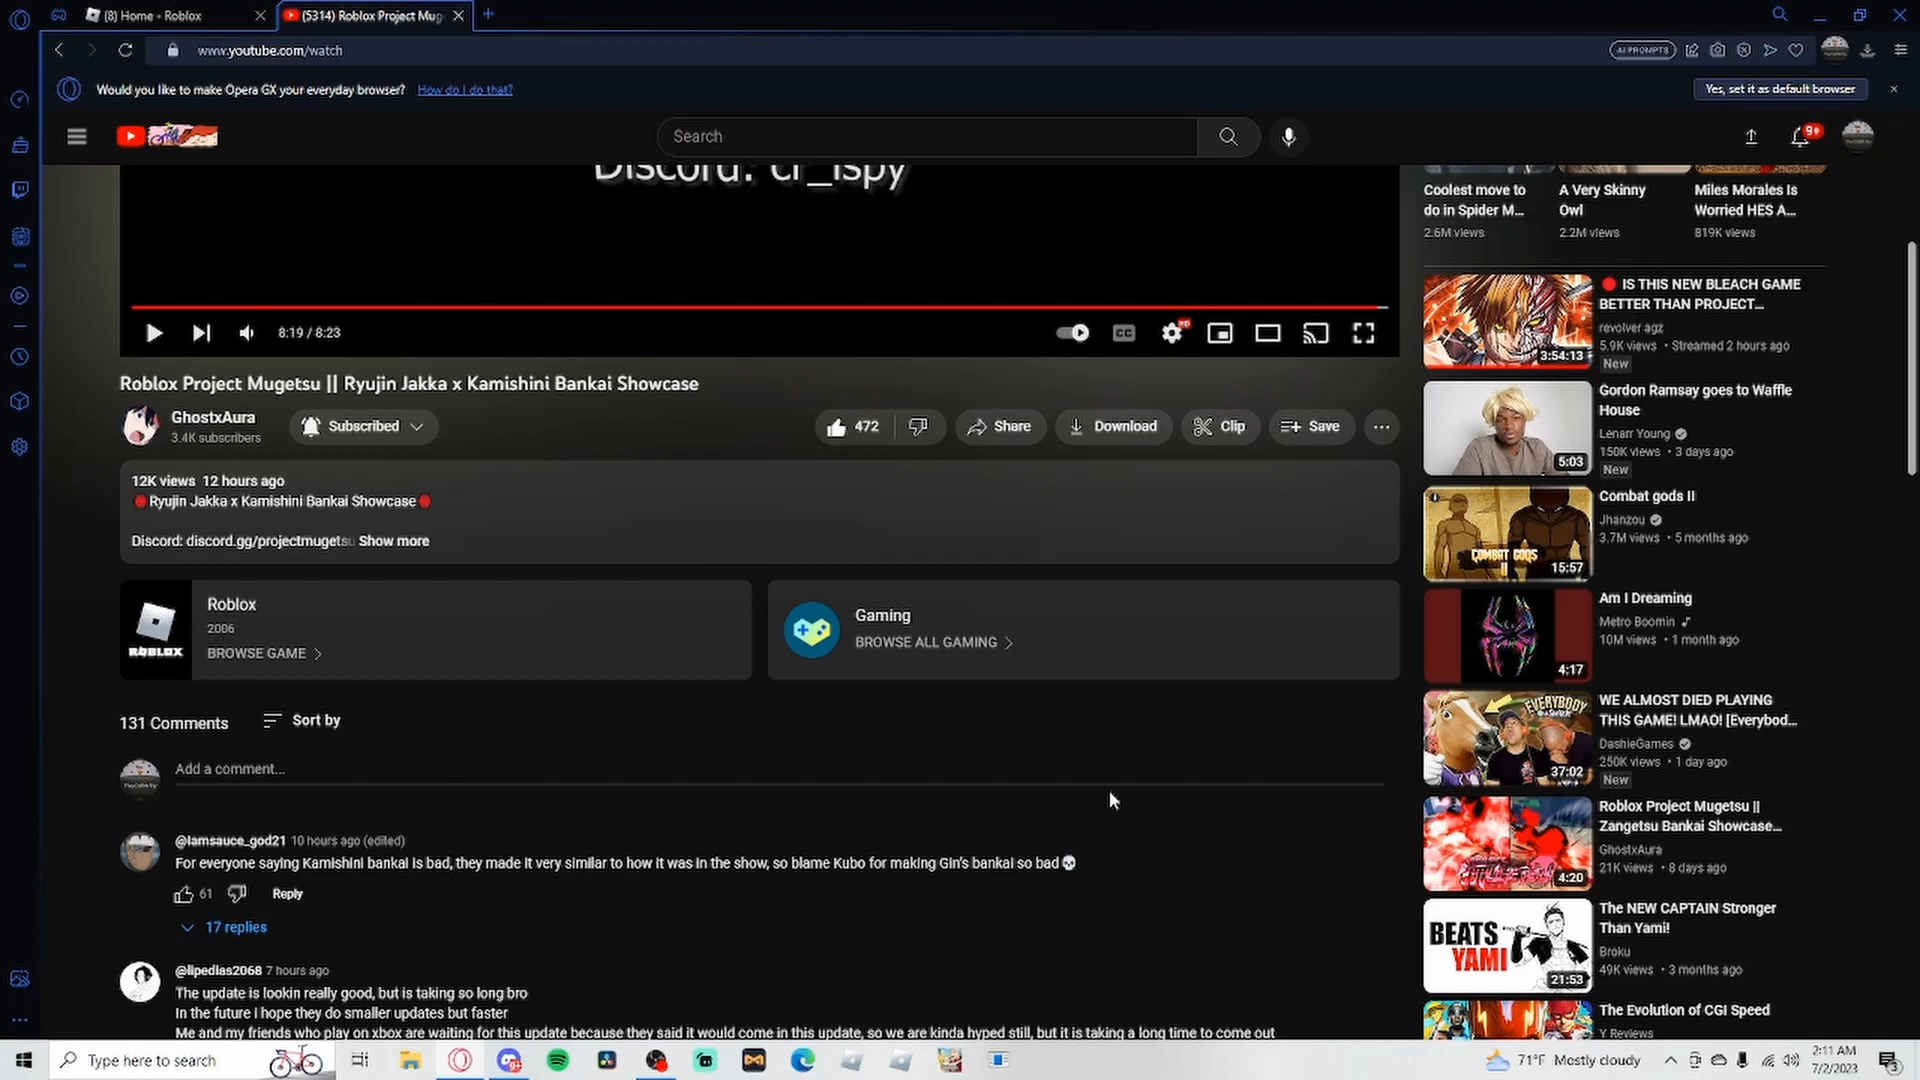 (8) Home - Roblox
(5314) Roblox Project Mug
www.youtube.com/watch
AI PROMPTS
Would you like to make Opera GX your everyday browser? How do I do that?
Yes, set it as default browser
Search
9+
Discord: cr_ispy
8:19 / 8:23
CC
HD
Roblox Project Mugetsu || Ryujin Jakka x Kamishini Bankai Showcase
GhostxAura
3.4K subscribers
Subscribed
472
Share
Download
Clip
Save
12K views 12 hours ago
Ryujin Jakka x Kamishini Bankai Showcase
Discord: discord.gg/projectmugetsu Show more
ROBLOX
Roblox
2006
BROWSE GAME
Gaming
BROWSE ALL GAMING
131 Comments
Sort by
Add a comment...
@Iamsauce_god21 10 hours ago (edited)
For everyone saying Kamishini bankai is bad, they made it very similar to how it was in the show, so blame Kubo for making Gin's bankai so bad💀
61
Reply
17 replies
@lipedias2068 7 hours ago
The update is lookin really good, but is taking so long bro
In the future i hope they do smaller updates but faster
Me and my friends who play on xbox are waiting for this update because they said it would come in this update, so we are kinda hyped still, but it is taking a long time to come out
Coolest move to
do in Spider M...
2.6M views
A Very Skinny
Owl
2.2M views
Miles Morales Is
Worried HES A...
819K views
3:54:13
IS THIS NEW BLEACH GAME
BETTER THAN PROJECT...
revolver agz
5.9K views • Streamed 2 hours ago
New
5:03
Gordon Ramsay goes to Waffle
House
Lenarr Young
150K views • 3 days ago
New
COMBAT GODS
II
15:57
Combat gods II
Jhanzou
3.7M views • 5 months ago
4:17
Am I Dreaming
Metro Boomin
10M views • 1 month ago
EVERYBODY
37:02
WE ALMOST DIED PLAYING
THIS GAME! LMAO! [Everybod...
DashieGames
250K views • 1 day ago
New
4:20
Roblox Project Mugetsu ||
Zangetsu Bankai Showcase...
GhostxAura
21K views • 8 days ago
BEATS
YAMI
21:53
The NEW CAPTAIN Stronger
Than Yami!
Broku
49K views • 3 months ago
The Evolution of CGI Speed
Y Reviews
Type here to search
71°F Mostly cloudy
2:11 AM
7/2/2023
3